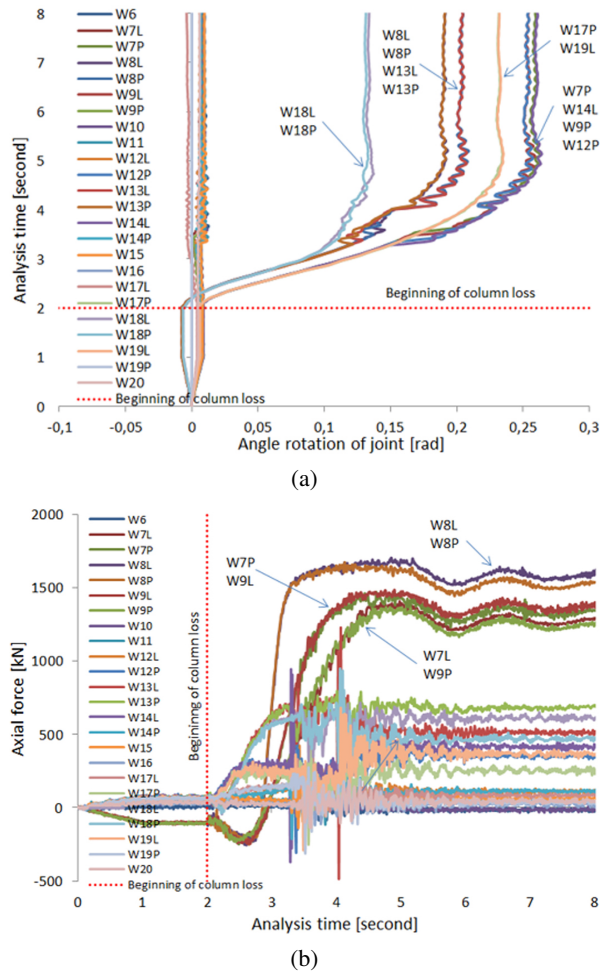 8
7
6
5
4
3
2
1
0
Analysis time [second]
W6
W7L
W7P
W8L
W8P
W9L
W9P
W10
W11
W12L
W12P
W13L
W13P
W14L
W14P
W15
W16
W17L
W17P
W18L
W18P
W19L
W19P
W20
Beginning of column loss
W18L
W18P
W8L
W8P
W13L
W13P
W17P
W19L
W7P
W14L
W9P
W12P
Beginning of column loss
-0,1
-0,05
0
0,05
0,1
0,15
0,2
0,25
0,3
Angle rotation of joint [rad]
(a)
2000
1500
1000
500
0
-500
Axial force [kN]
W6
W7L
W7P
W8L
W8P
W9L
W9P
W10
W11
W12L
W12P
W13L
W13P
W14L
W14P
W15
W16
W17L
W17P
W18L
W18P
W19L
W19P
W20
Beginning of column loss
Beginning of column loss
W7P
W9L
W8L
W8P
W7L
W9P
0
1
2
3
4
5
6
7
8
Analysis time [second]
(b)